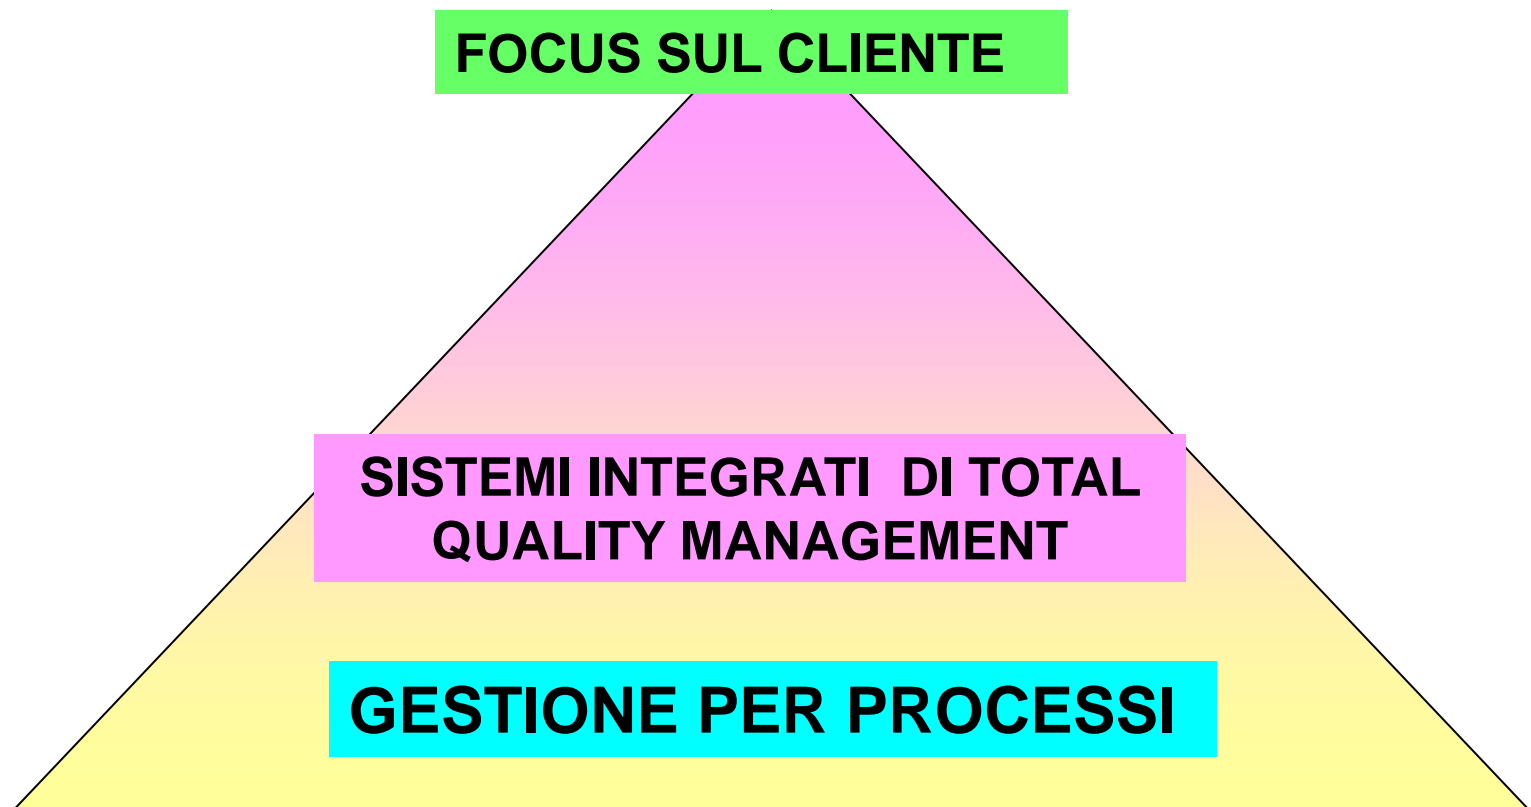 FOCUS SUL CLIENTE
SISTEMI INTEGRATI DI TOTAL
QUALITY MANAGEMENT
GESTIONE PER PROCESSI